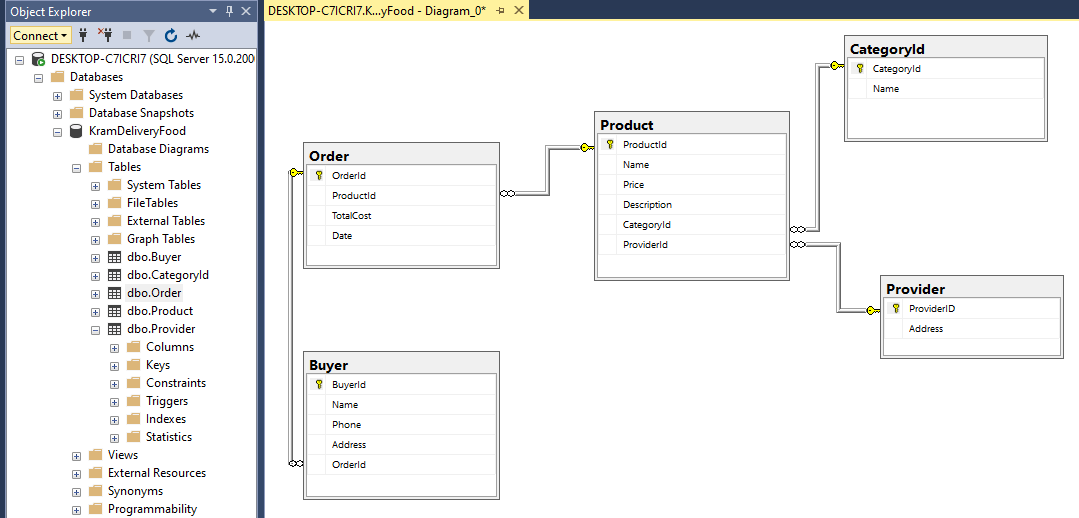 Object Explorer
Connect
DESKTOP-C7ICRI7 (SQL Server 15.0.200
Databases
System Databases
Database Snapshots
KramDeliveryFood
Database Diagrams
Tables
System Tables
FileTables
External Tables
Graph Tables
dbo.Buyer
dbo.CategoryId
dbo.Order
dbo.Product
dbo.Provider
Columns
Keys
Constraints
Triggers
Indexes
Statistics
Views
External Resources
Synonyms
Programmability
DESKTOP-C7ICRI7.K...yFood - Diagram_0*
Order
OrderId
ProductId
TotalCost
Date
Buyer
BuyerId
Name
Phone
Address
OrderId
Product
ProductId
Name
Price
Description
CategoryId
ProviderId
CategoryId
CategoryId
Name
Provider
ProviderID
Address